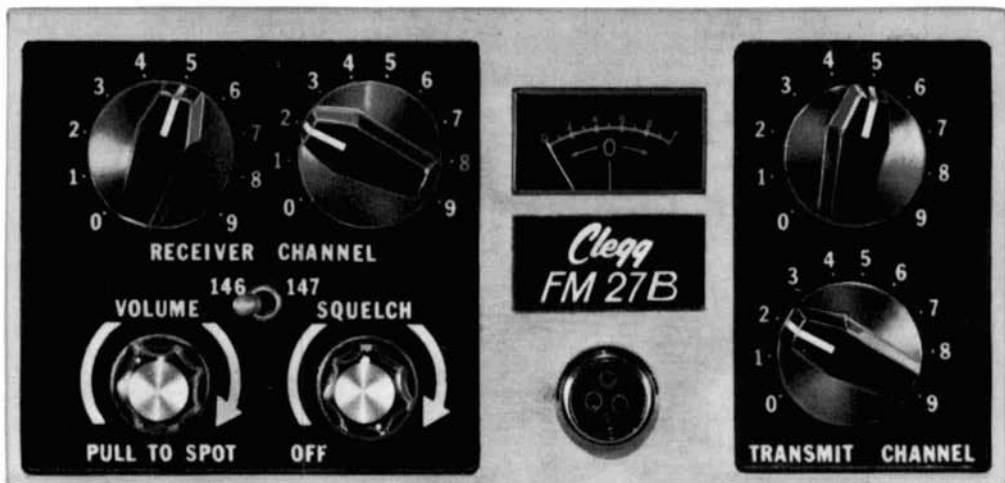 0 1 2 3 4 5 6 7 8 9
0 1 2 3 4 5 6 7 8 9
RECEIVER CHANNEL
146 147
VOLUME SQUELCH
PULL TO SPOT OFF
0
Clegg
FM 27B
0 1 2 3 4 5 6 7 8 9
0 1 2 3 4 5 6 7 8 9
TRANSMIT CHANNEL